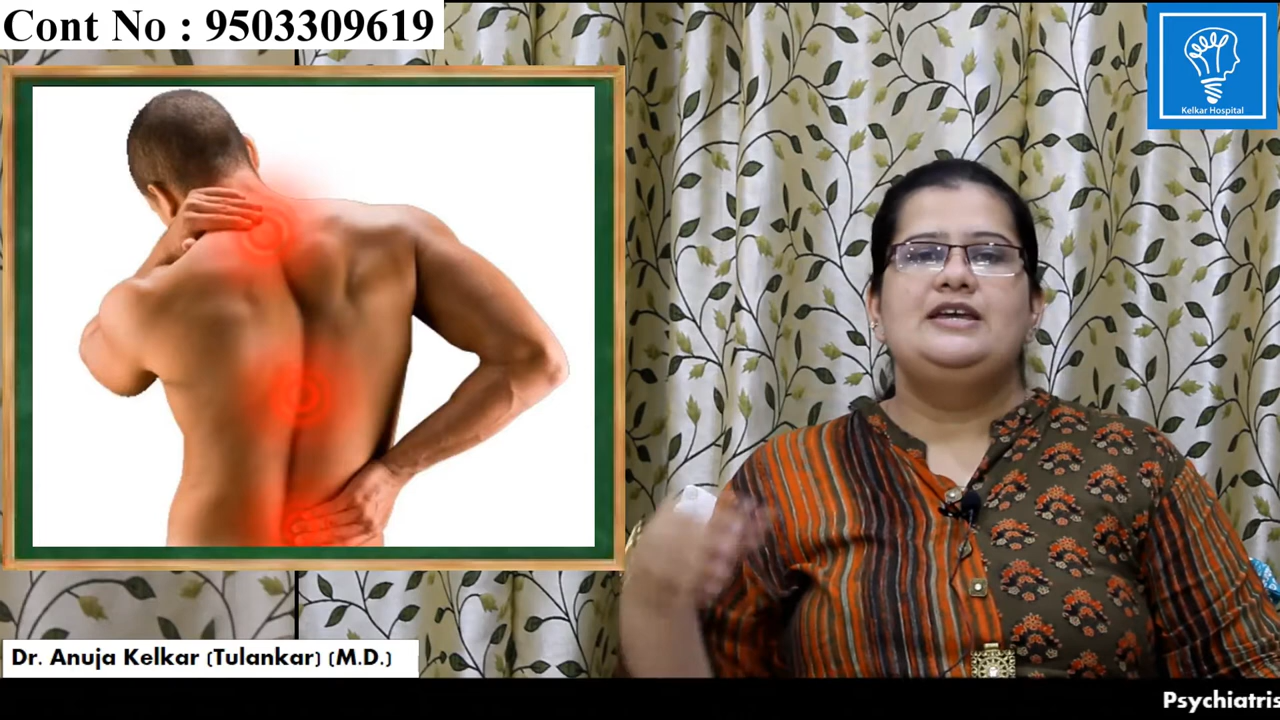 Cont No : 9503309619
Kelkar Hospital
Dr. Anuja Kelkar (Tulankar) (M.D.)
Psychiatris